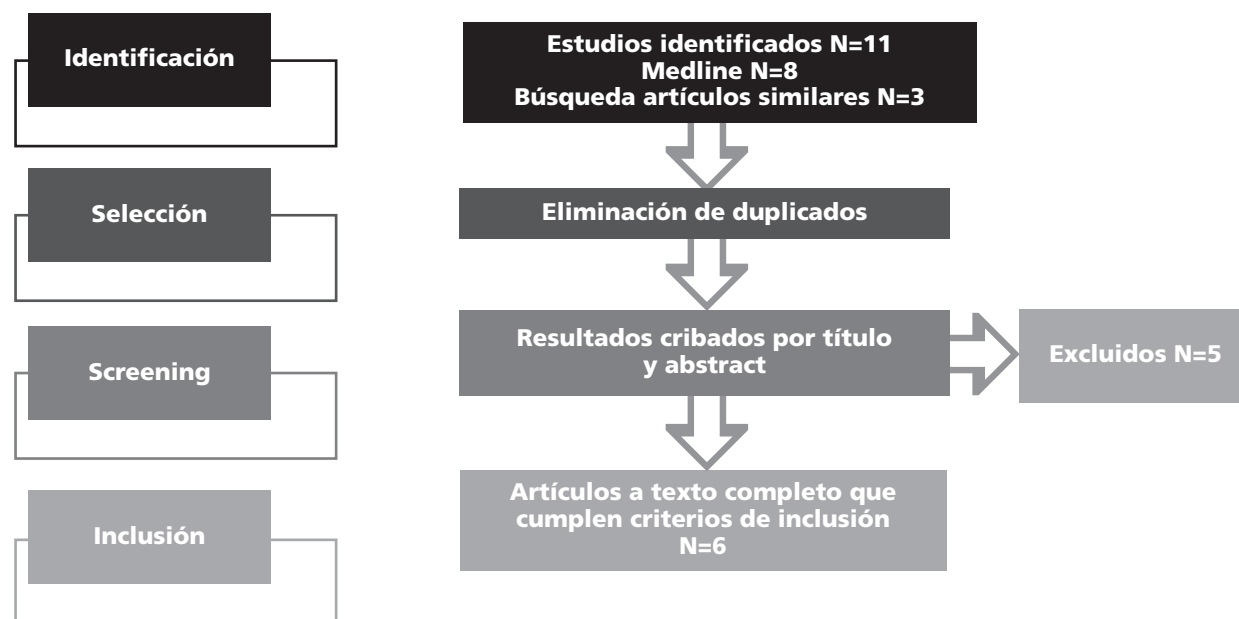 Identificación
Estudios identificados N=11
Medline N=8
Búsqueda artículos similares N=3
Selección
Eliminación de duplicados
Screening
Resultados cribados por título
y abstract
Excluidos N=5
Inclusión
Artículos a texto completo que
cumplen criterios de inclusión
N=6